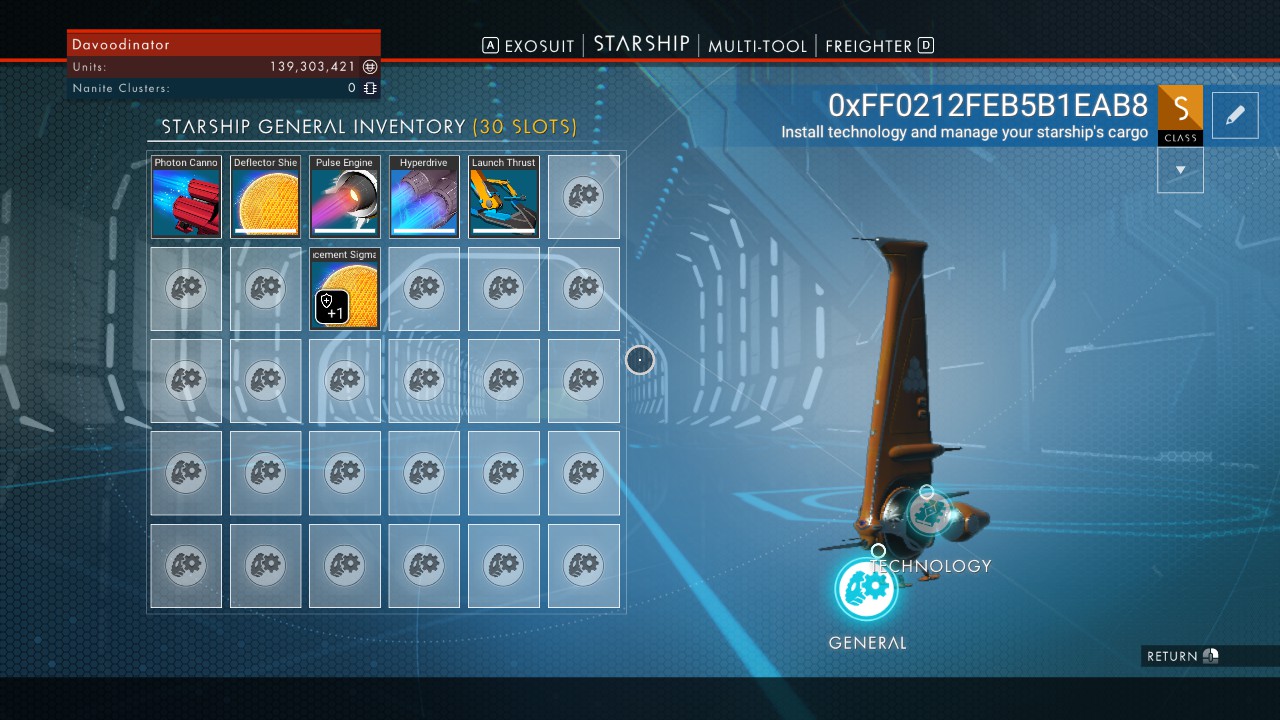 Davoodinator
Units: 139,303,421
Nanite Clusters: 0
A EXOSUIT STARSHIP MULTI-TOOL FREIGHTER D
0xFF0212FEB5B1EAB8
Install technology and manage your starship's cargo
S
CLASS
STARSHIP GENERAL INVENTORY (30 SLOTS)
Photon Canno Deflector Shie Pulse Engine Hyperdrive Launch Thrust
cement Sigma
+1
TECHNOLOGY
GENERAL
RETURN